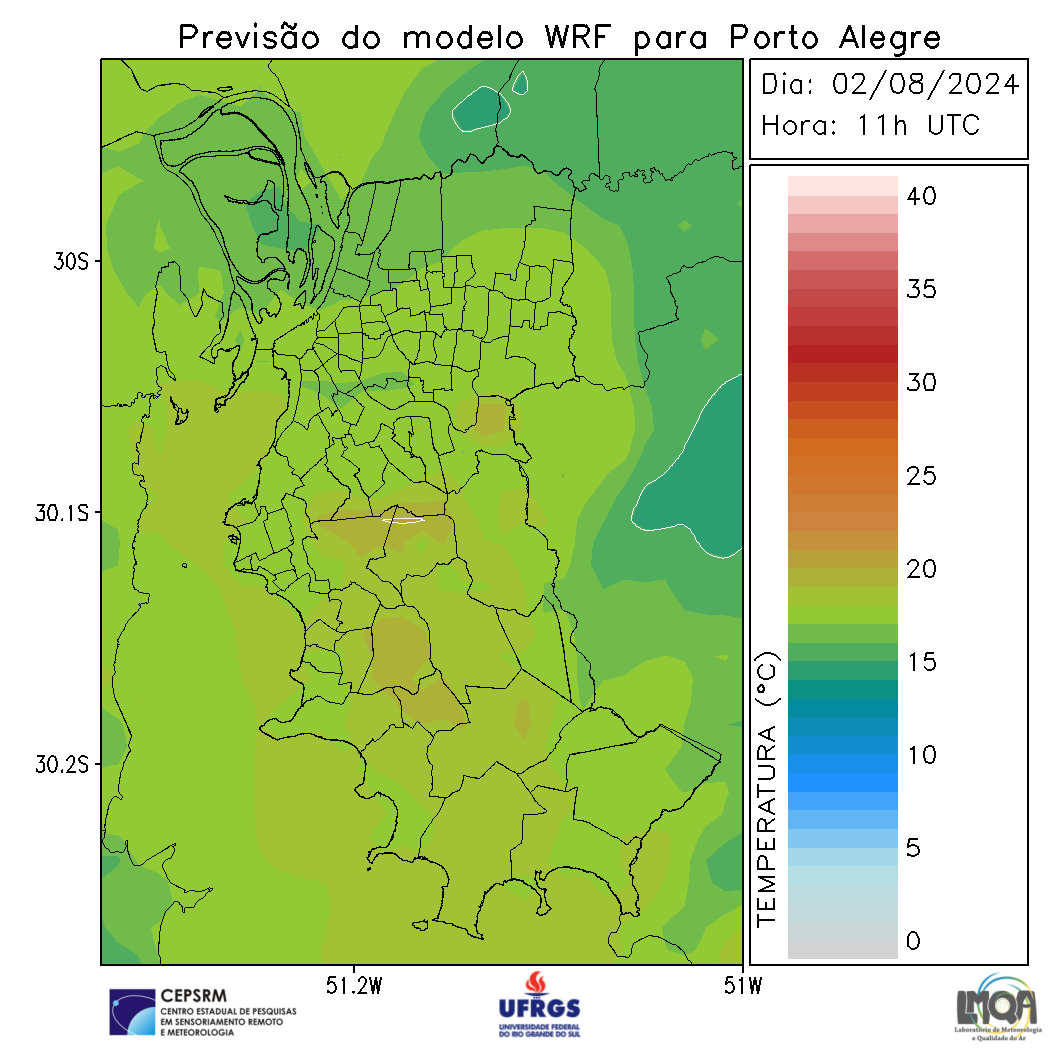 Previsão do modelo WRF para Porto Alegre
Dia: 02/08/2024
Hora: 11h UTC
40
35
30
25
20
15
10
5
0
TEMPERATURA (°C)
30S
30.1S
30.2S
51.2W
51W
CEPSRM
CENTRO ESTADUAL DE PESQUISAS
EM SENSORIAMENTO REMOTO
E METEOROLOGIA
UFRGS
UNIVERSIDADE FEDERAL
DO RIO GRANDE DO SUL
LMQA
Laboratório de Meteorologia
e Qualidade do Ar